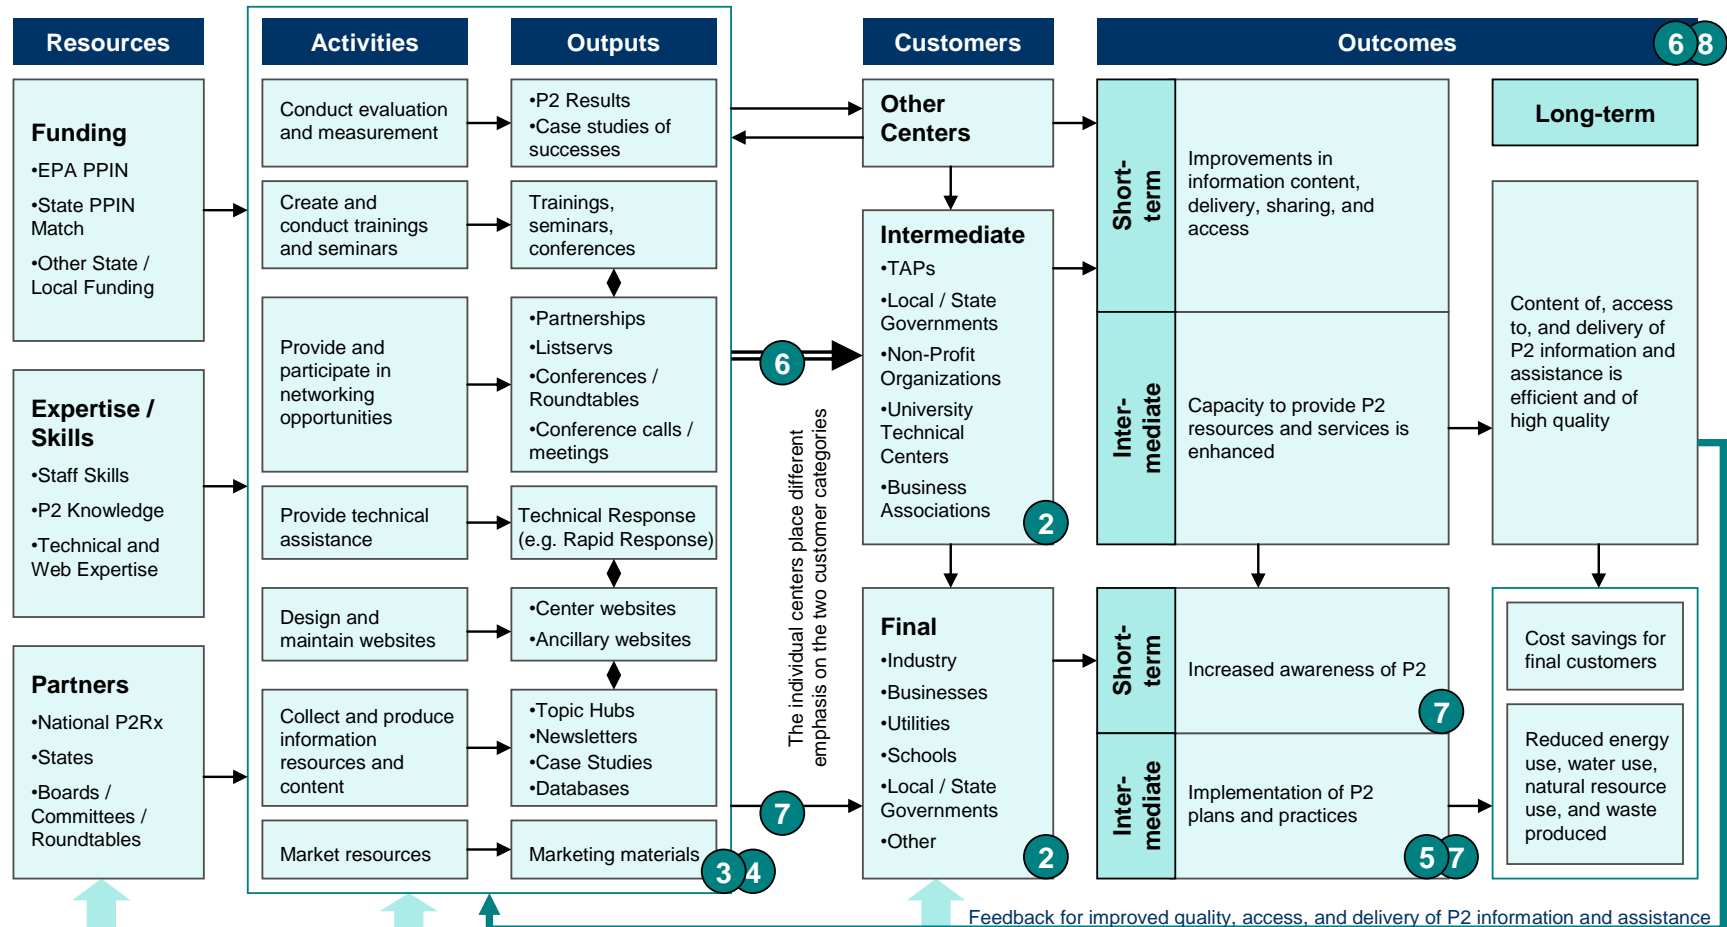 Resources
Activities
Outputs
Customers
Outcomes
6
8
Funding
•EPA PPIN
•State PPIN
Match
•Other State /
Local Funding
Expertise /
Skills
•Staff Skills
•P2 Knowledge
•Technical and
Web Expertise
Partners
•National P2Rx
•States
•Boards /
Committees /
Roundtables
Conduct evaluation
and measurement
•P2 Results
•Case studies of
successes
Create and
conduct trainings
and seminars
Trainings,
seminars,
conferences
Provide and
participate in
networking
opportunities
•Partnerships
•Listservs
•Conferences /
Roundtables
•Conference calls /
meetings
Provide technical
assistance
Technical Response
(e.g. Rapid Response)
Design and
maintain websites
•Center websites
•Ancillary websites
Collect and produce
information
resources and
content
•Topic Hubs
•Newsletters
•Case Studies
•Databases
Market resources
Marketing materials
3
4
6
The individual centers place different
emphasis on the two customer categories
7
Other
Centers
Intermediate
•TAPs
•Local / State
Governments
•Non-Profit
Organizations
•University
Technical
Centers
•Business
Associations
2
Final
•Industry
•Businesses
•Utilities
•Schools
•Local / State
Governments
•Other
2
Short-
term
Improvements in
information content,
delivery, sharing, and
access
Inter-
mediate
Capacity to provide P2
resources and services is
enhanced
Short-
term
Increased awareness of P2
7
Inter-
mediate
Implementation of P2
plans and practices
5
7
Long-term
Content of, access
to, and delivery of
P2 information and
assistance is
efficient and of
high quality
Cost savings for
final customers
Reduced energy
use, water use,
natural resource
use, and waste
produced
Feedback for improved quality, access, and delivery of P2 information and assistance